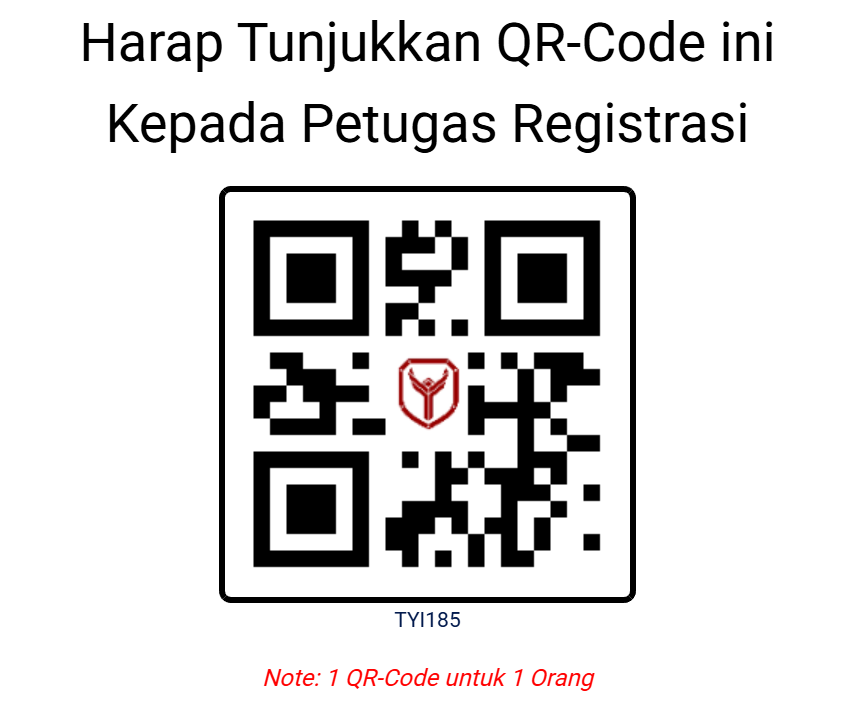 Harap Tunjukkan QR-Code ini
Kepada Petugas Registrasi
TYI185
Note: 1 QR-Code untuk 1 Orang